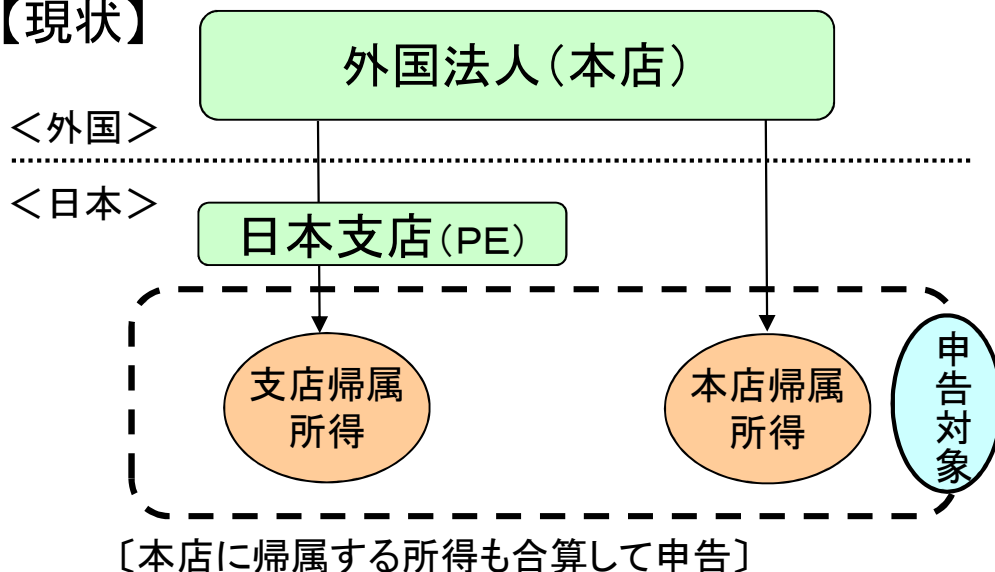 【現状】
外国法人（本店）
＜外国＞
＜日本＞
日本支店（ＰＥ）
支店帰属
所得
本店帰属
所得
申告対象
〔本店に帰属する所得も合算して申告〕